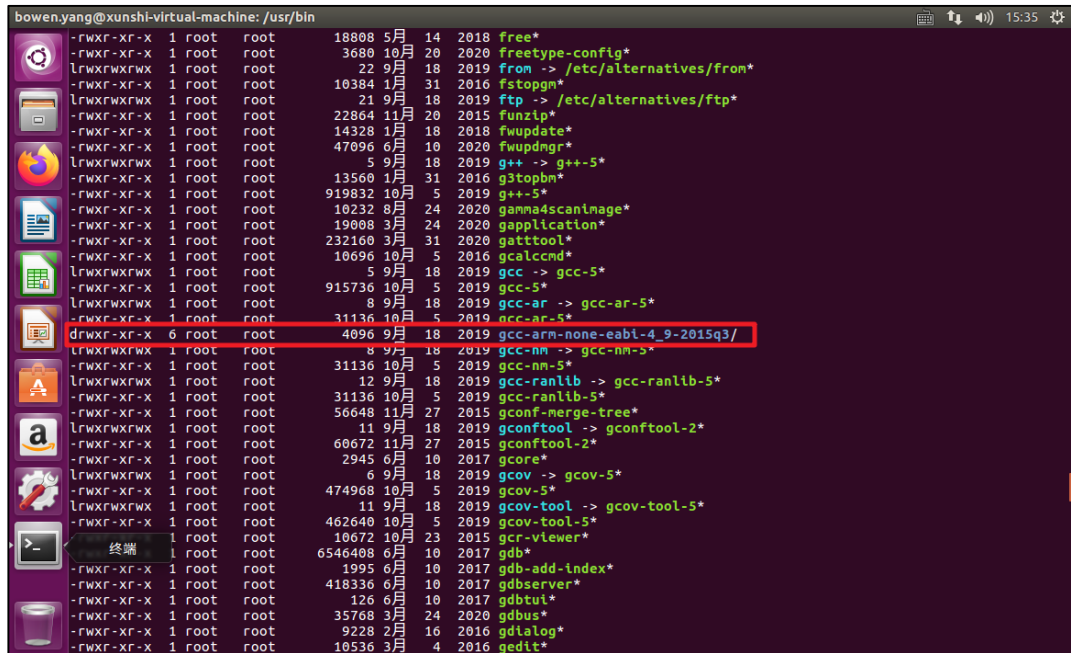 bowen.yang@xunshi-virtual-machine: /usr/bin 15:35
-rwxr-xr-x 1 root root 18808 5月 14 2018 free*
-rwxr-xr-x 1 root root 3680 10月 20 2020 freetype-config*
lrwxrwxrwx 1 root root 22 9月 18 2019 from -> /etc/alternatives/from*
-rwxr-xr-x 1 root root 10384 1月 31 2016 fstopgm*
lrwxrwxrwx 1 root root 21 9月 18 2019 ftp -> /etc/alternatives/ftp*
-rwxr-xr-x 1 root root 22864 11月 20 2015 funzip*
-rwxr-xr-x 1 root root 14328 1月 18 2018 fwupdate*
-rwxr-xr-x 1 root root 47096 6月 10 2020 fwupdmgr*
lrwxrwxrwx 1 root root 5 9月 18 2019 g++ -> g++-5*
-rwxr-xr-x 1 root root 13560 1月 31 2016 g3topbm*
-rwxr-xr-x 1 root root 919832 10月 5 2019 g++-5*
-rwxr-xr-x 1 root root 10232 8月 24 2020 gamma4scanimage*
-rwxr-xr-x 1 root root 19008 3月 24 2020 gapplication*
-rwxr-xr-x 1 root root 232160 3月 31 2020 gatttool*
-rwxr-xr-x 1 root root 10696 10月 5 2016 gcalccmd*
lrwxrwxrwx 1 root root 5 9月 18 2019 gcc -> gcc-5*
-rwxr-xr-x 1 root root 915736 10月 5 2019 gcc-5*
lrwxrwxrwx 1 root root 8 9月 18 2019 gcc-ar -> gcc-ar-5*
-rwxr-xr-x 1 root root 31136 10月 5 2019 gcc-ar-5*
drwxr-xr-x 6 root root 4096 9月 18 2019 gcc-arm-none-eabi-4_9-2015q3/
lrwxrwxrwx 1 root root 8 9月 18 2019 gcc-nm -> gcc-nm-5*
-rwxr-xr-x 1 root root 31136 10月 5 2019 gcc-nm-5*
lrwxrwxrwx 1 root root 12 9月 18 2019 gcc-ranlib -> gcc-ranlib-5*
-rwxr-xr-x 1 root root 31136 10月 5 2019 gcc-ranlib-5*
-rwxr-xr-x 1 root root 56648 11月 27 2015 gconf-merge-tree*
lrwxrwxrwx 1 root root 11 9月 18 2019 gconftool -> gconftool-2*
-rwxr-xr-x 1 root root 60672 11月 27 2015 gconftool-2*
-rwxr-xr-x 1 root root 2945 6月 10 2017 gcore*
lrwxrwxrwx 1 root root 6 9月 18 2019 gcov -> gcov-5*
-rwxr-xr-x 1 root root 474968 10月 5 2019 gcov-5*
lrwxrwxrwx 1 root root 11 9月 18 2019 gcov-tool -> gcov-tool-5*
-rwxr-xr-x 1 root root 462640 10月 5 2019 gcov-tool-5*
1 root root 10672 10月 23 2015 gcr-viewer*
终端 1 root root 6546408 6月 10 2017 gdb*
1 root root 1995 6月 10 2017 gdb-add-index*
-rwxr-xr-x 1 root root 418336 6月 10 2017 gdbserver*
-rwxr-xr-x 1 root root 126 6月 10 2017 gdbtui*
-rwxr-xr-x 1 root root 35768 3月 24 2020 gdbus*
-rwxr-xr-x 1 root root 9228 2月 16 2016 gdialog*
-rwxr-xr-x 1 root root 10536 3月 4 2016 gedit*